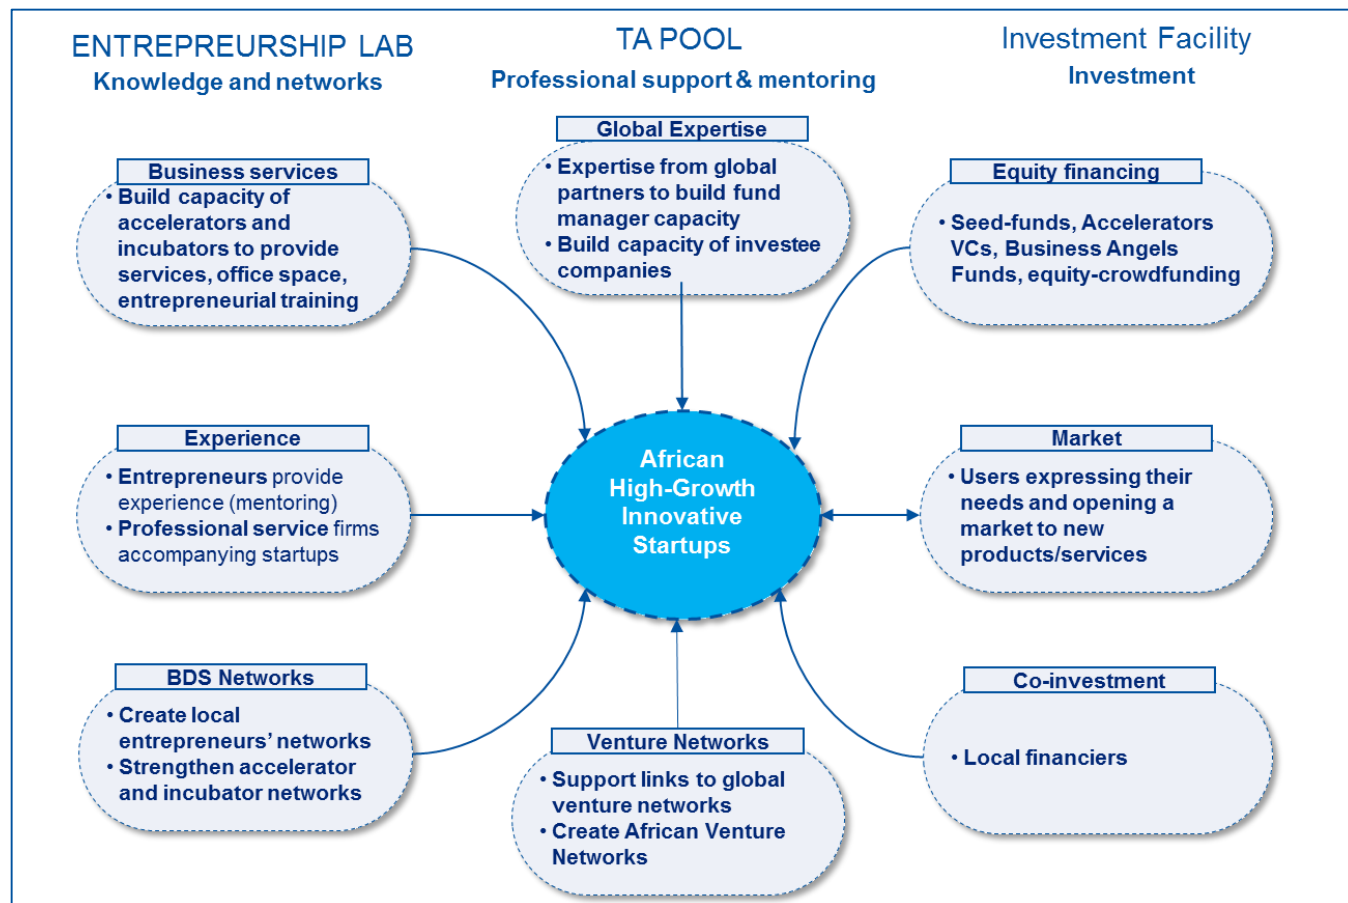 ENTREPREURSHIP LAB
Knowledge and networks
TA POOL
Professional support & mentoring
Investment Facility
Investment
Business services
• Build capacity of
accelerators and
incubators to provide
services, office space,
entrepreneurial training
Global Expertise
• Expertise from global
partners to build fund
manager capacity
• Build capacity of investee
companies
Equity financing
• Seed-funds, Accelerators
VCs, Business Angels
Funds, equity-crowdfunding
Experience
• Entrepreneurs provide
experience (mentoring)
• Professional service firms
accompanying startups
African
High-Growth
Innovative
Startups
Market
• Users expressing their
needs and opening a
market to new
products/services
BDS Networks
• Create local
entrepreneurs’ networks
• Strengthen accelerator
and incubator networks
Venture Networks
• Support links to global
venture networks
• Create African Venture
Networks
Co-investment
• Local financiers